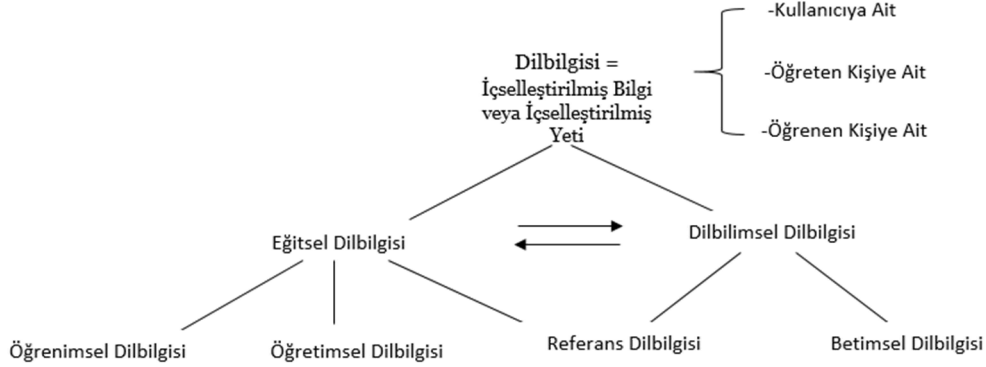 -Kullanıcıya Ait
Dilbilgisi =
İçselleştirilmiş Bilgi
veya İçselleştirilmiş
Yeti
-Öğreten Kişiye Ait
-Öğrenen Kişiye Ait
Eğitsel Dilbilgisi
Dilbilimsel Dilbilgisi
Öğrenimsel Dilbilgisi
Öğretimsel Dilbilgisi
Referans Dilbilgisi
Betimsel Dilbilgisi